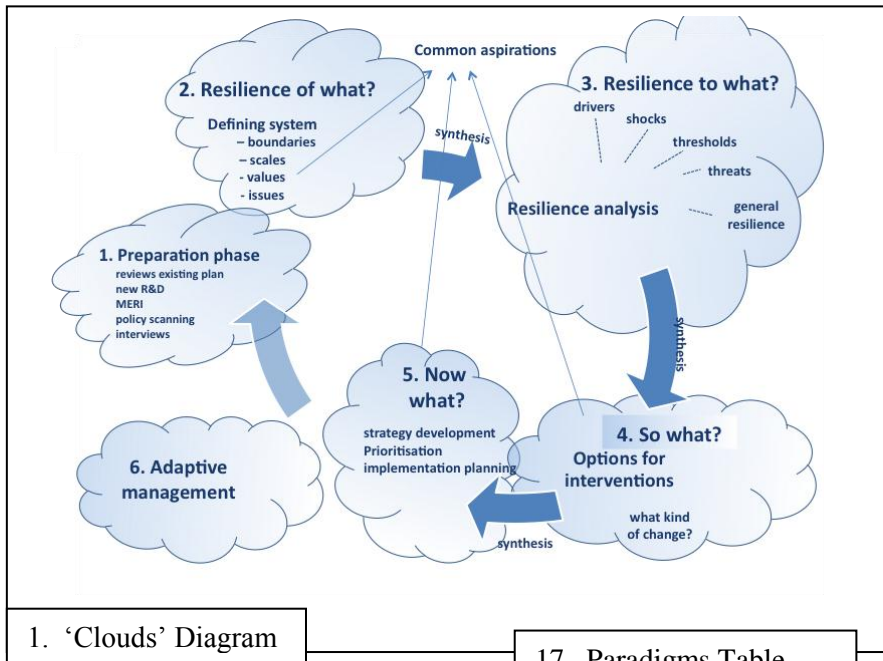 Common aspirations
2. Resilience of what?
Defining system
– boundaries
– scales
- values
- issues
synthesis
3. Resilience to what?
drivers
shocks
thresholds
threats
general
resilience
Resilience analysis
1. Preparation phase
reviews existing plan
new R&D
MERI
policy scanning
interviews
synthesis
4. So what?
Options for
interventions
what kind
of change?
synthesis
5. Now
what?
strategy development
Prioritisation
implementation planning
6. Adaptive
management
1. ‘Clouds’ Diagram
17. Paradigms Table